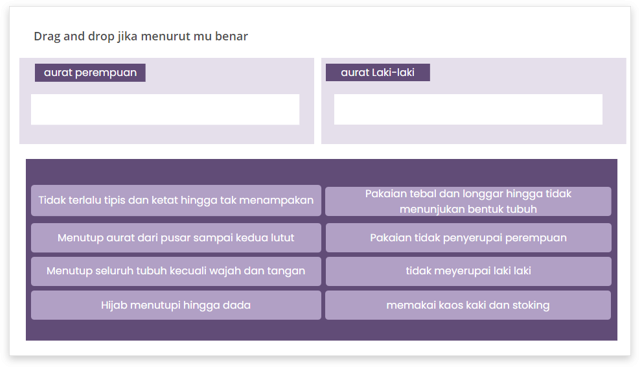 Drag and drop jika menurut mu benar
aurat perempuan
aurat Laki-laki
Tidak terlalu tipis dan ketat hingga tak menampakan
Pakaian tebal dan longgar hingga tidak
menunjukan bentuk tubuh
Menutup aurat dari pusar sampai kedua lutut
Pakaian tidak penyerupai perempuan
Menutup seluruh tubuh kecuali wajah dan tangan
tidak meyerupai laki laki
Hijab menutupi hingga dada
memakai kaos kaki dan stoking